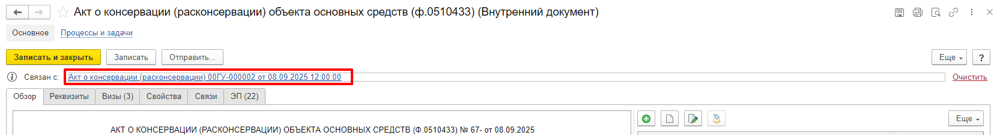 Акт о консервации (расконсервации) объекта основных средств (ф.0510433) (Внутренний документ)
Основное Процессы и задачи
Записать и закрыть Записать Отправить... Еще ?
Связан с: Акт о консервации (расконсервации) 00ГУ-000002 от 08.09.2025 12:00:00 Очистить
Обзор Реквизиты Визы (3) Свойства Связи ЭП (22)
Еще
АКТ О КОНСЕРВАЦИИ (РАСКОНСЕРВАЦИИ) ОБЪЕКТА ОСНОВНЫХ СРЕДСТВ (Ф.0510433) № 67- от 08.09.2025